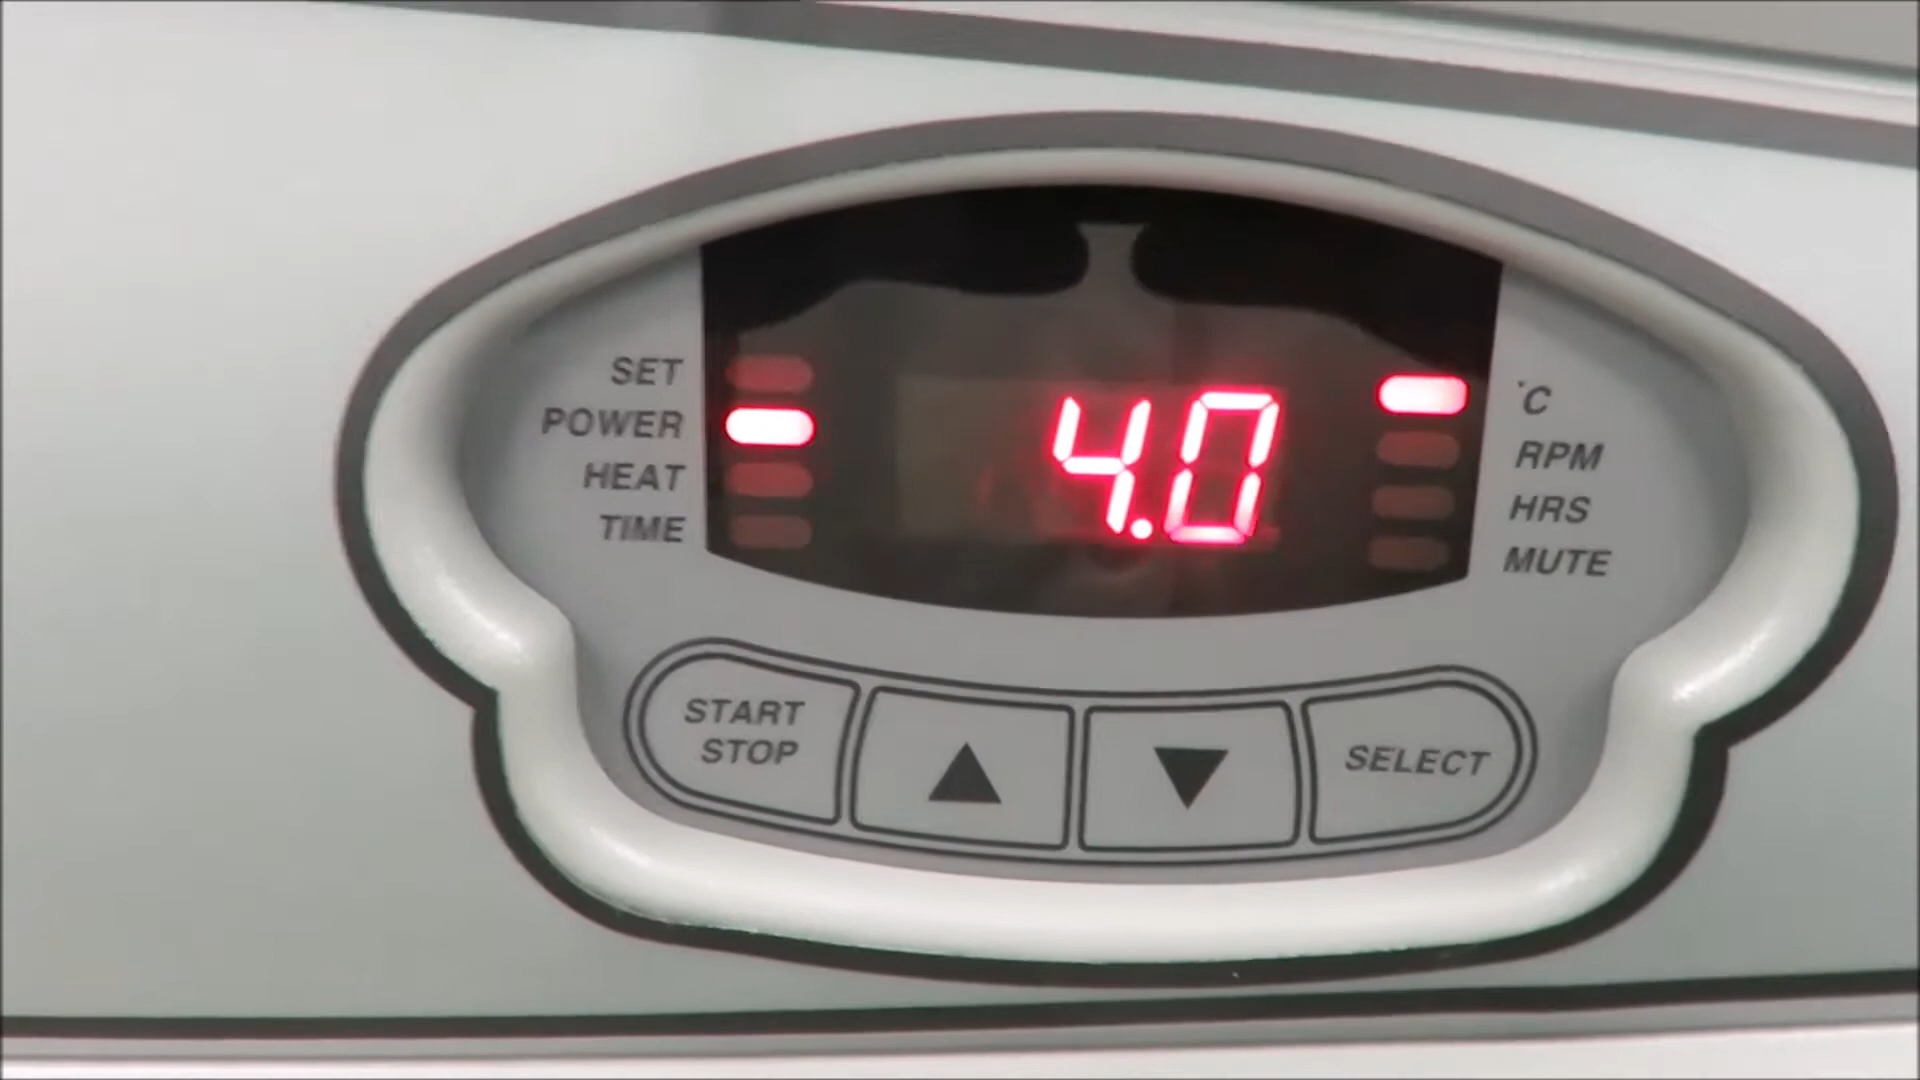 SET
POWER
HEAT
TIME
4.0
°C
RPM
HRS
MUTE
START
STOP
▲
▼
SELECT